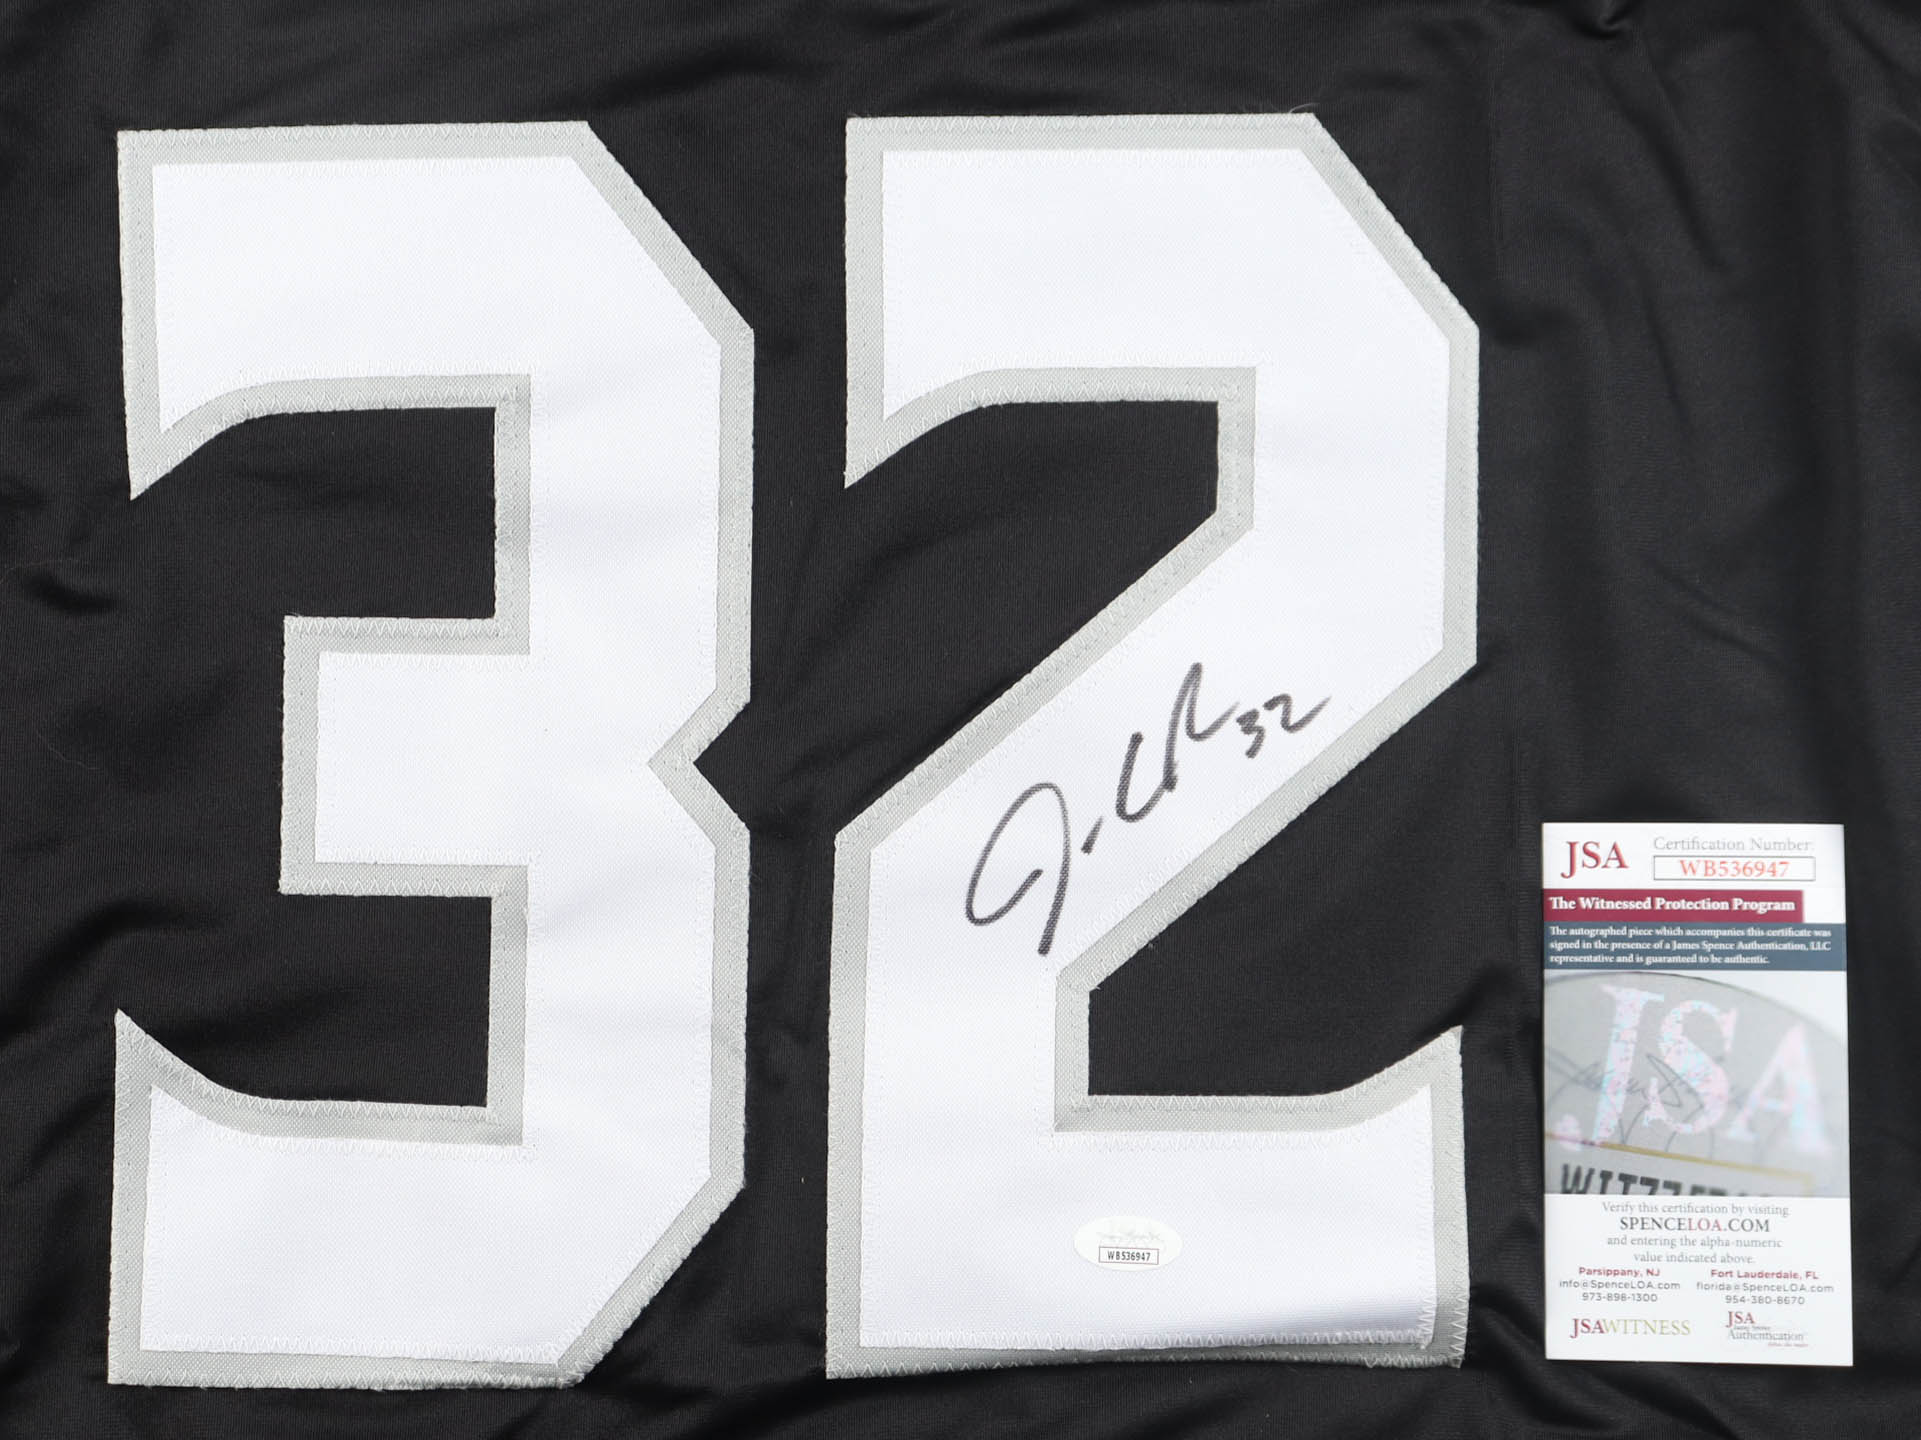 32
32
WB536947
JSA
Certification Number:
WB536947
The Witnessed Protection Program
The autographed piece which accompanies this certificate was
signed in the presence of a James Spence Authentication, LLC
representative and is guaranteed to be authentic.
JSA
Verify this certification by visiting
SPENCELOA.COM
and entering the alpha-numeric
value indicated above.
Parsippany, NJ
info@SpenceLOA.com
973-898-1300
Fort Lauderdale, FL
florida@SpenceLOA.com
954-380-8670
JSAWITNESS
JSA
Authentication